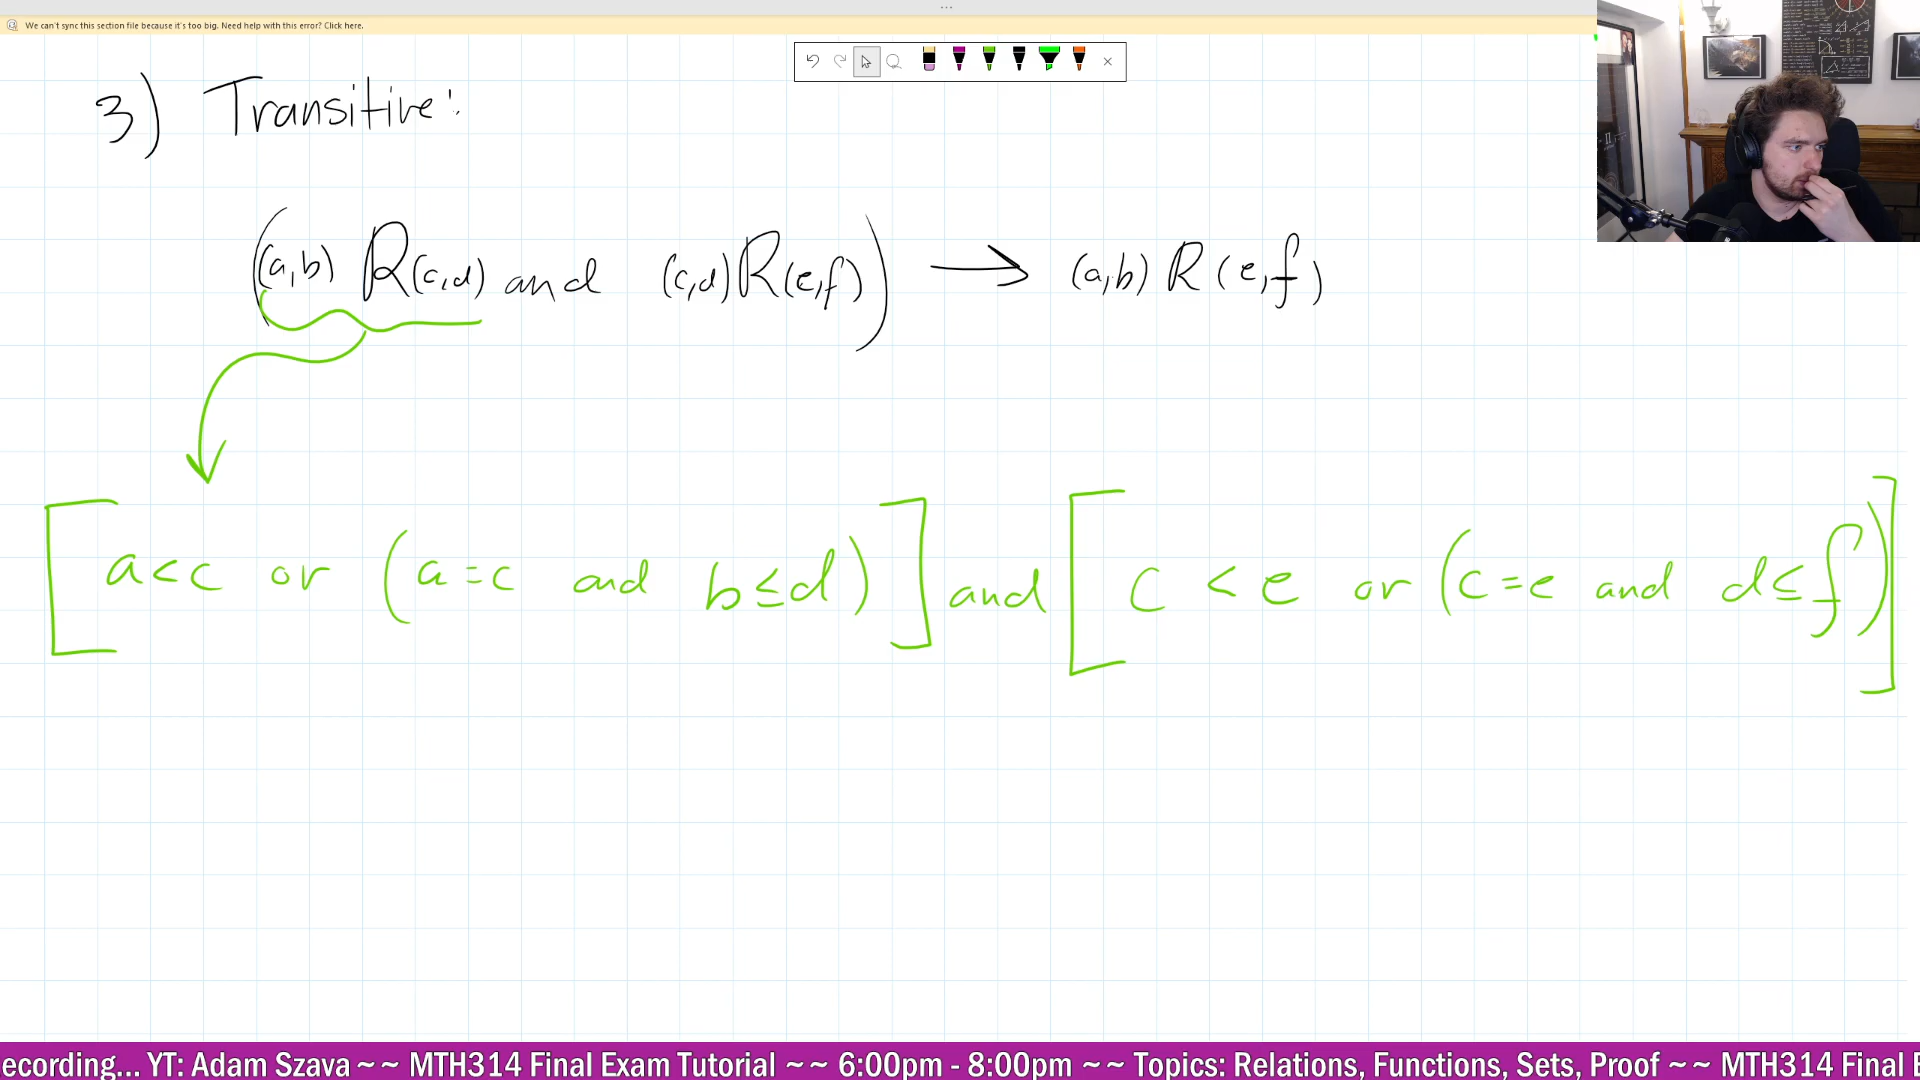 We can't sync this section file because it's too big. Need help with this error? Click here.
3) Transitive:
((a,b) R (c,d) and (c,d) R (e,f)) → (a,b) R (e,f)
[a<c or (a=c and b≤d)] and [c<e or (c=e and d≤f)]
ecording... YT: Adam Szava ~~ MTH314 Final Exam Tutorial ~~ 6:00pm - 8:00pm ~~ Topics: Relations, Functions, Sets, Proof ~~ MTH314 Final E